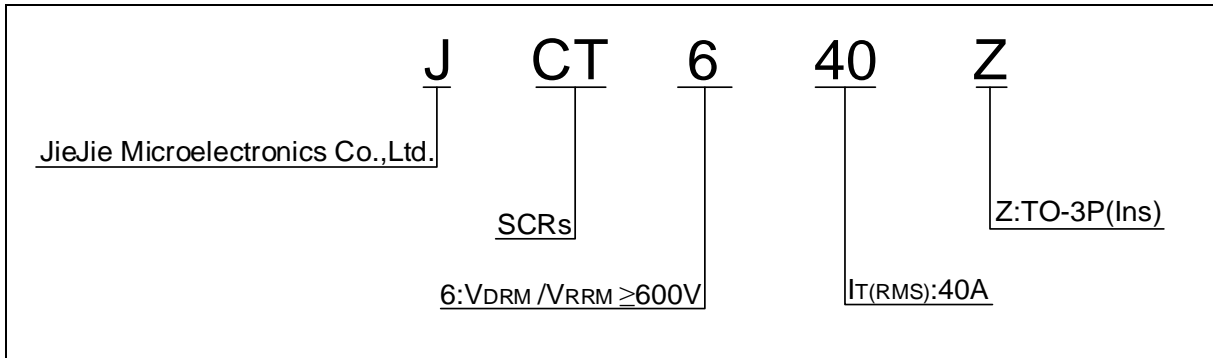 J CT 6 40 Z
JieJie Microelectronics Co.,Ltd.
SCRs
Z:TO-3P(Ins)
6:VDRM /VRRM ≥600V
IT(RMS):40A